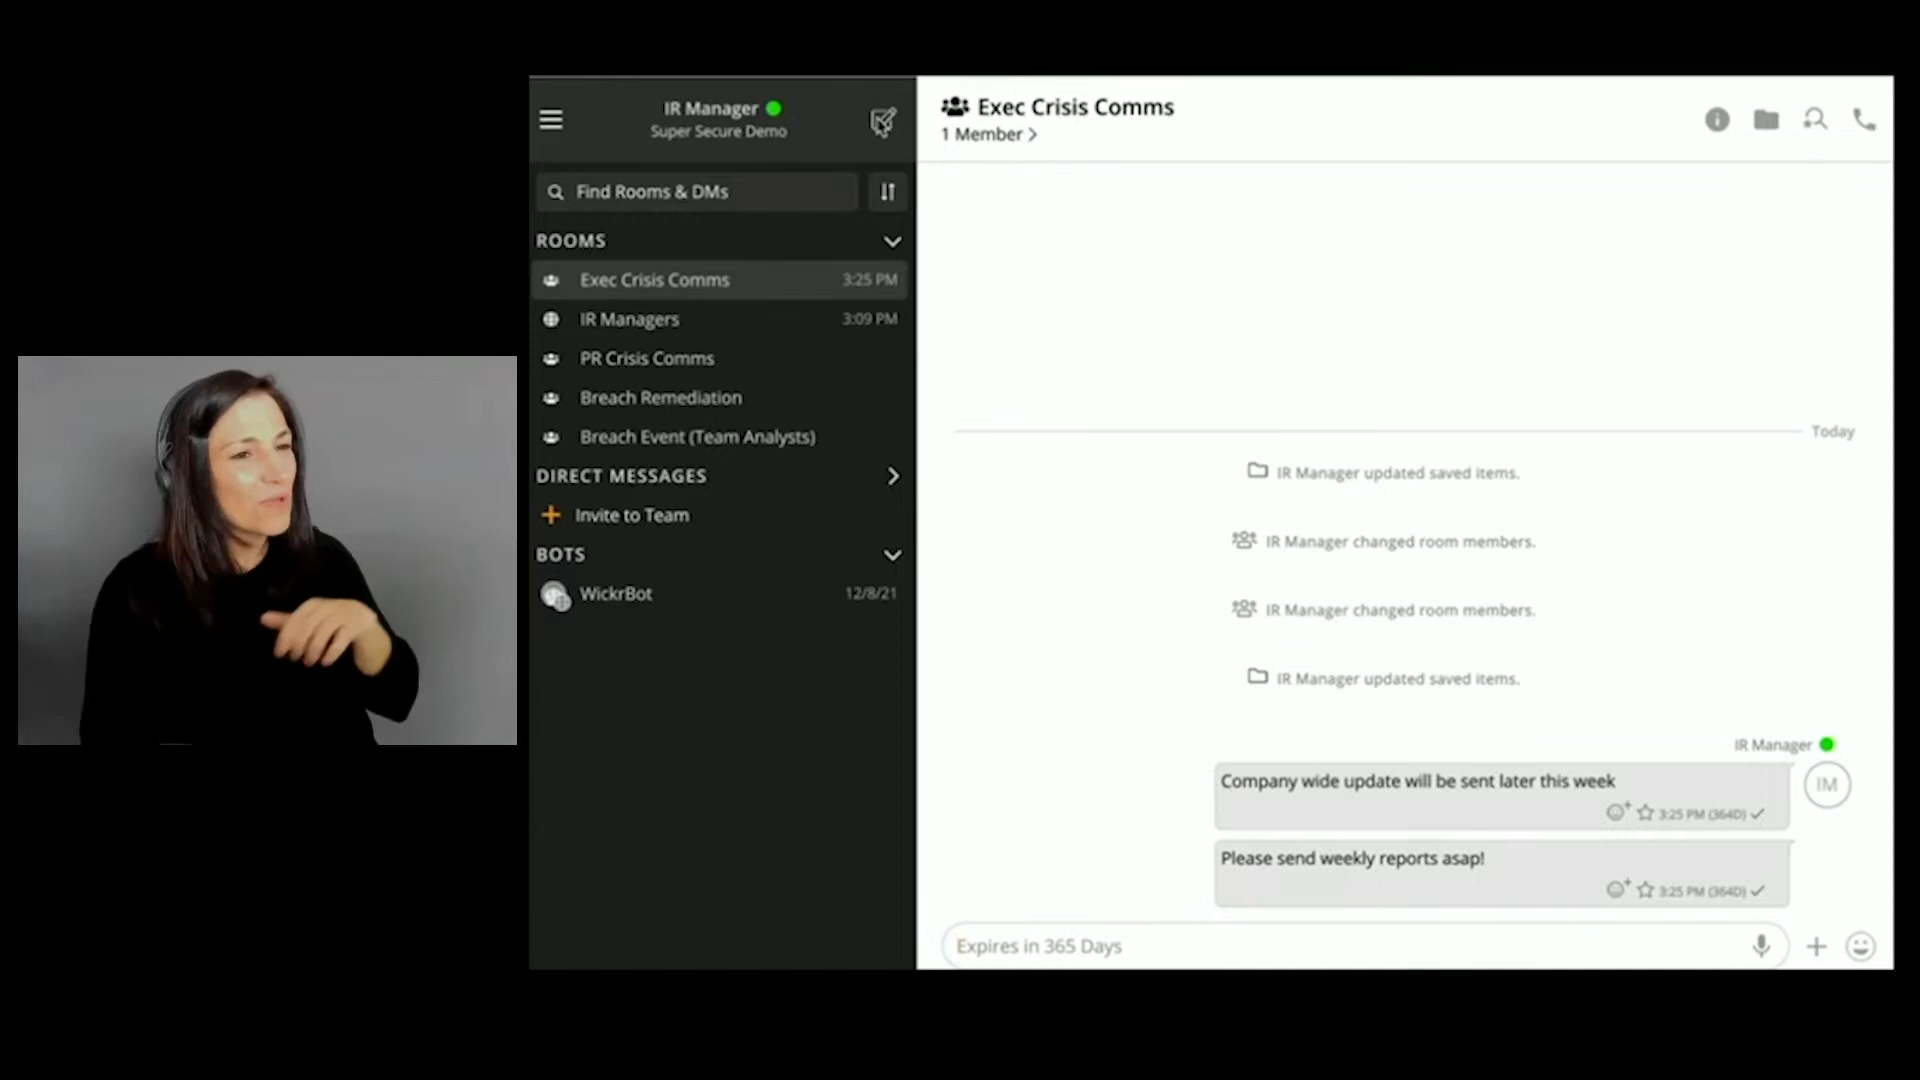 IR Manager
Super Secure Demo
Find Rooms & DMs
ROOMS
Exec Crisis Comms 3:25 PM
IR Managers 3:09 PM
PR Crisis Comms
Breach Remediation
Breach Event (Team Analysts)
DIRECT MESSAGES
Invite to Team
BOTS
WickrBot 12/8/21
Exec Crisis Comms
1 Member >
Today
IR Manager updated saved items.
IR Manager changed room members.
IR Manager changed room members.
IR Manager updated saved items.
IR Manager
IM
Company wide update will be sent later this week
3:25 PM (364D)
Please send weekly reports asap!
3:25 PM (364D)
Expires in 365 Days